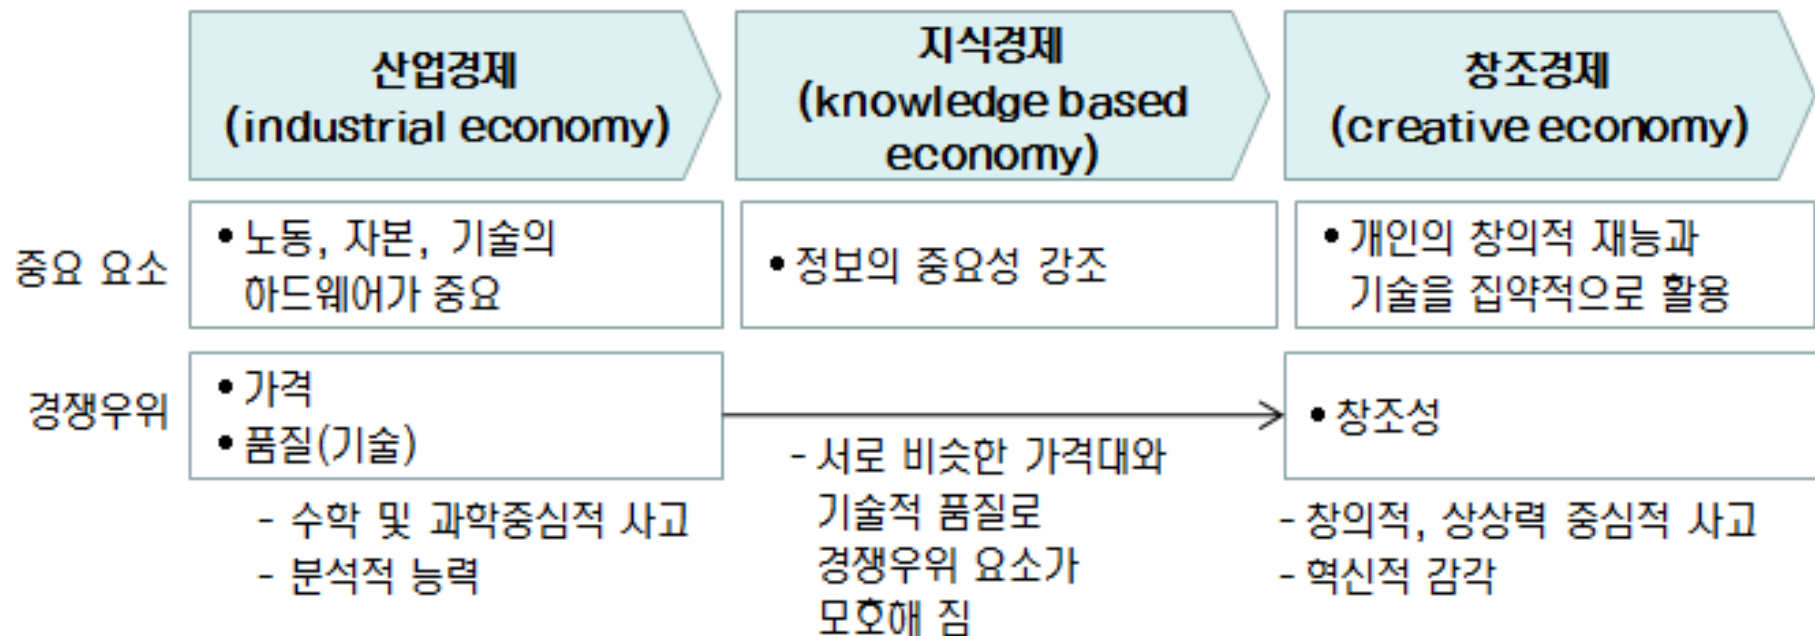 산업경제
(industrial economy)
지식경제
(knowledge based
economy)
창조경제
(creative economy)
중요 요소
• 노동, 자본, 기술의
하드웨어가 중요
• 정보의 중요성 강조
• 개인의 창의적 재능과
기술을 집약적으로 활용
경쟁우위
• 가격
• 품질(기술)
- 수학 및 과학중심적 사고
- 분석적 능력
- 서로 비슷한 가격대와
기술적 품질로
경쟁우위 요소가
모호해 짐
• 창조성
- 창의적, 상상력 중심적 사고
- 혁신적 감각